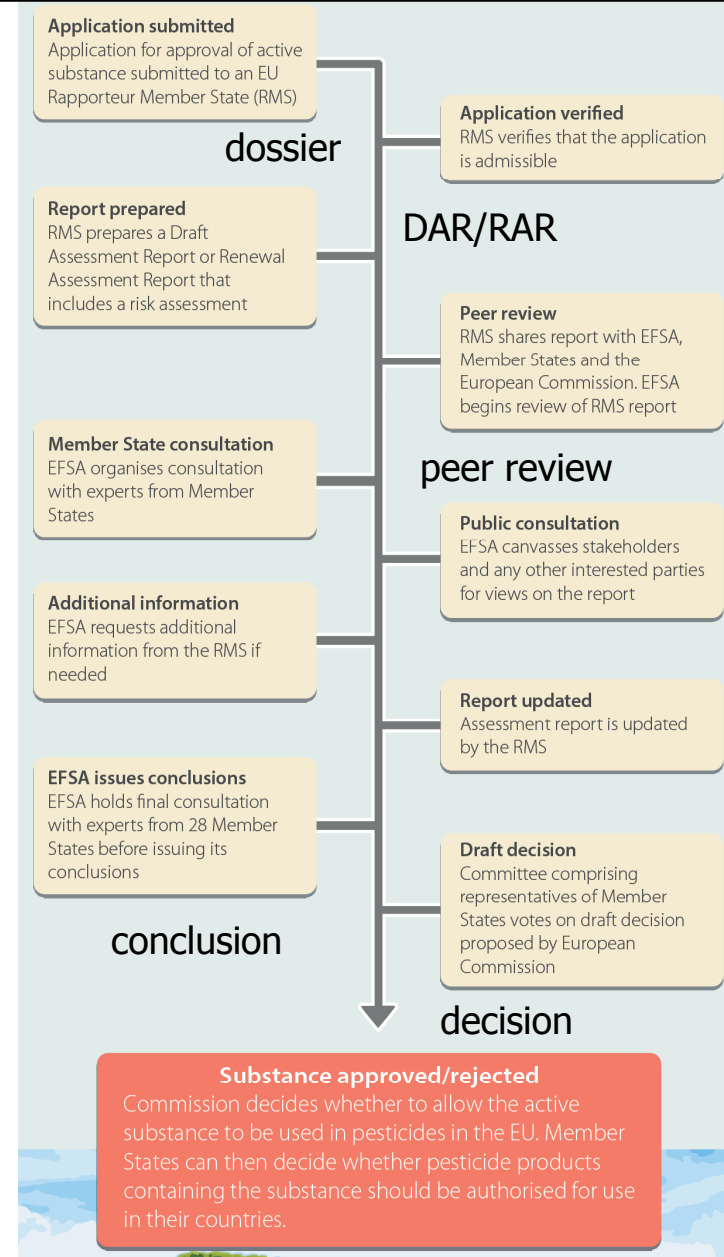 Application submitted
Application for approval of active
substance submitted to an EU
Rapporteur Member State (RMS)
Application verified
RMS verifies that the application
is admissible
dossier
Report prepared
RMS prepares a Draft
Assessment Report or Renewal
Assessment Report that
includes a risk assessment
DAR/RAR
Peer review
RMS shares report with EFSA,
Member States and the
European Commission. EFSA
begins review of RMS report
Member State consultation
EFSA organises consultation
with experts from Member
States
peer review
Public consultation
EFSA canvasses stakeholders
and any other interested parties
for views on the report
Additional information
EFSA requests additional
information from the RMS if
needed
Report updated
Assessment report is updated
by the RMS
EFSA issues conclusions
EFSA holds final consultation
with experts from 28 Member
States before issuing its
conclusions
Draft decision
Committee comprising
representatives of Member
States votes on draft decision
proposed by European
Commission
conclusion
decision
Substance approved/rejected
Commission decides whether to allow the active
substance to be used in pesticides in the EU. Member
States can then decide whether pesticide products
containing the substance should be authorised for use
in their countries.